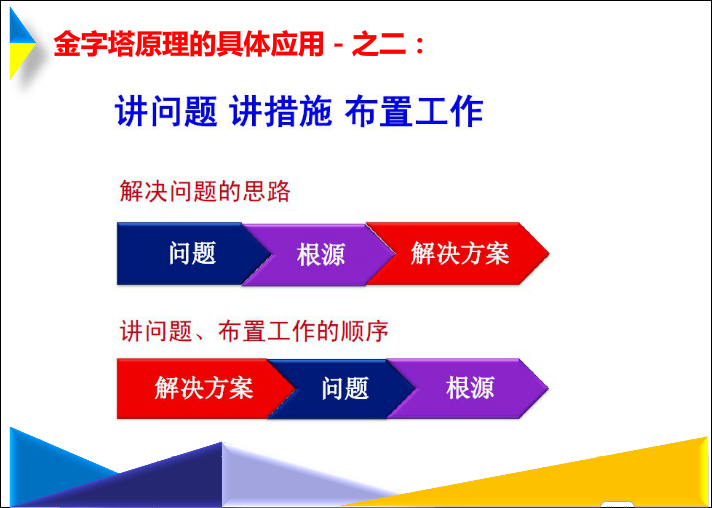 金字塔原理的具体应用 - 之二：
讲问题 讲措施 布置工作
解决问题的思路
问题 根源 解决方案
讲问题、布置工作的顺序
解决方案 问题 根源